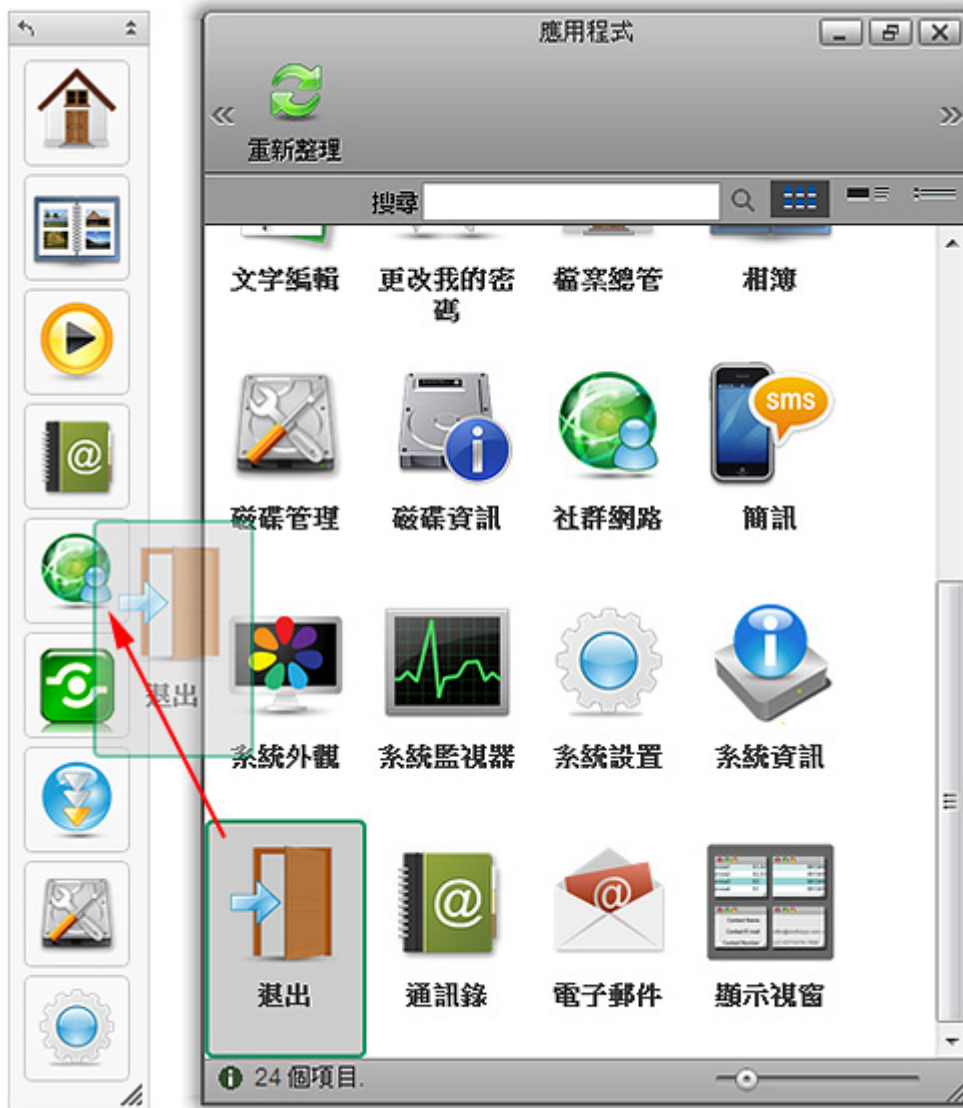 應用程式
重新整理
搜尋
文字編輯
更改我的密
碼
檔案總管
相簿
@
sms
磁碟管理
磁碟資訊
社群網路
簡訊
退出
系統外觀
系統監視器
系統設置
系統資訊
@
@
退出
通訊錄
電子郵件
顯示視窗
24 個項目.